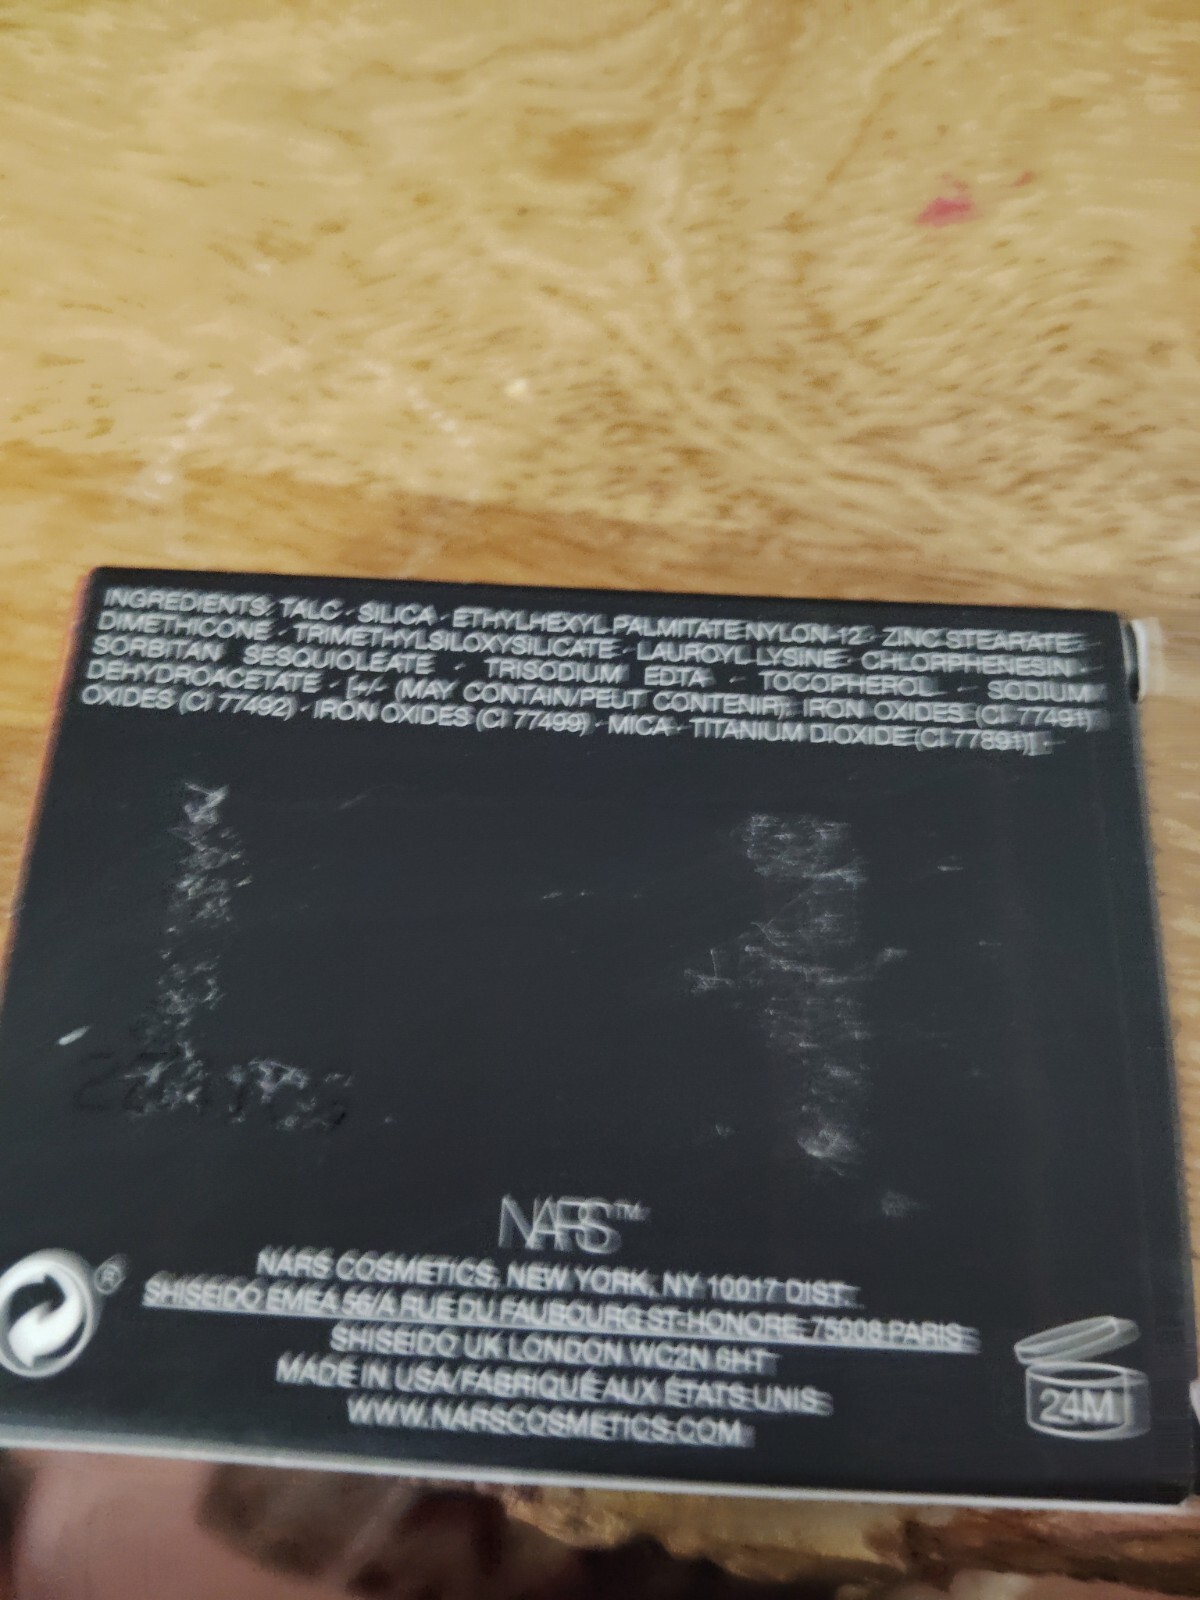 INGREDIENTS: TALC · SILICA · ETHYLHEXYL PALMITATE NYLON-12 · ZINC STEARATE ·
DIMETHICONE · TRIMETHYLSILOXYSILICATE · LAUROYL LYSINE · CHLORPHENESIN ·
SORBITAN SESQUIOLEATE · TRISODIUM EDTA · TOCOPHEROL · SODIUM
DEHYDROACETATE · [+/- (MAY CONTAIN/PEUT CONTENIR): IRON OXIDES (CI 77491)
OXIDES (CI 77492) · IRON OXIDES (CI 77499) · MICA · TITANIUM DIOXIDE (CI 77891)] ·
NARS™
NARS COSMETICS, NEW YORK, NY 10017 DIST.
SHISEIDO EMEA 56/A RUE DU FAUBOURG ST-HONORE, 75008 PARIS
SHISEIDO UK LONDON WC2N 6HT
MADE IN USA/FABRIQUÉ AUX ÉTATS UNIS
WWW.NARSCOSMETICS.COM
®
24M